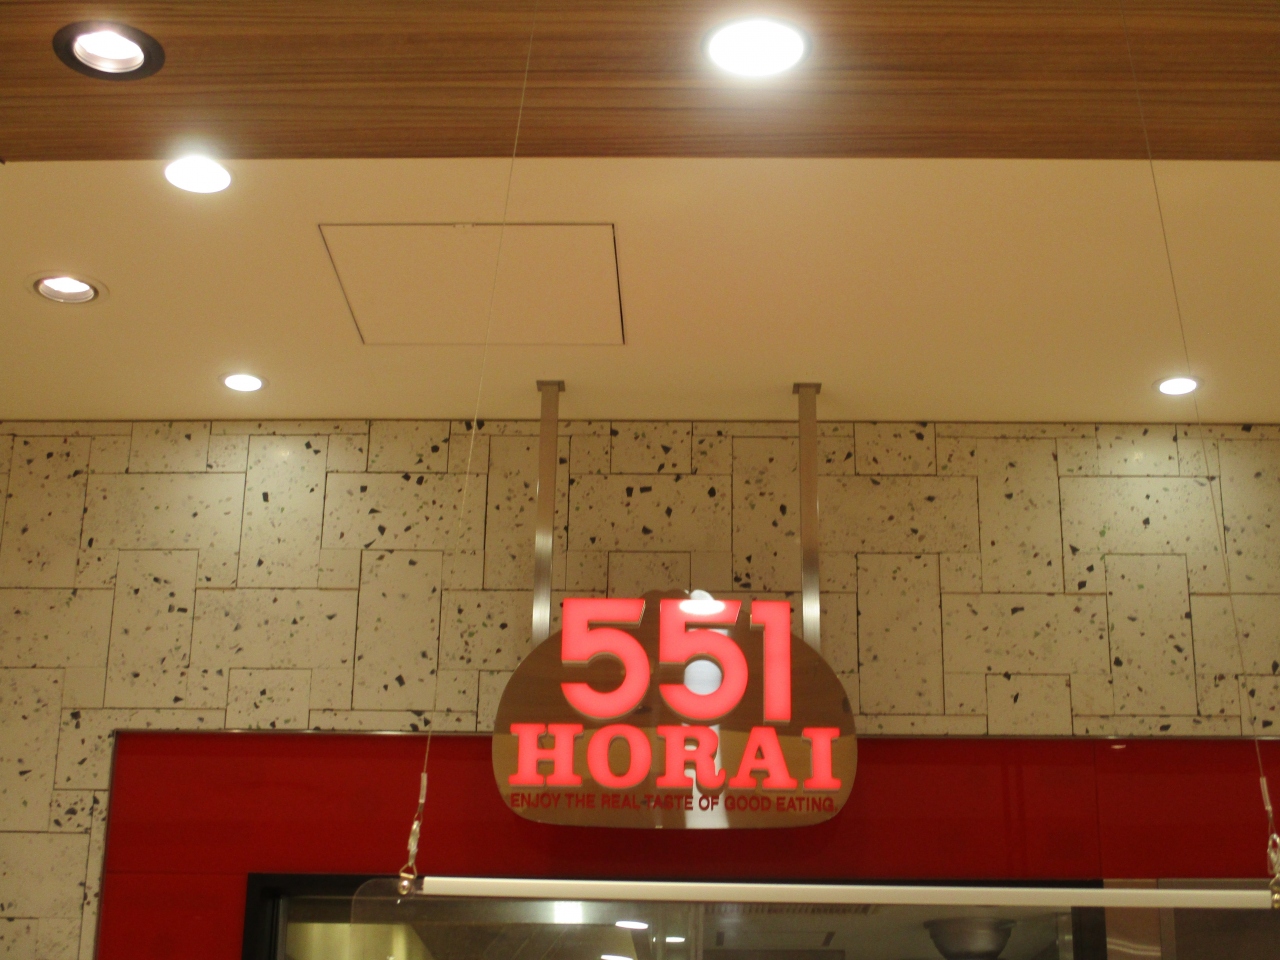 551
HORAI
ENJOY THE REAL-TASTE OF GOOD EATING.